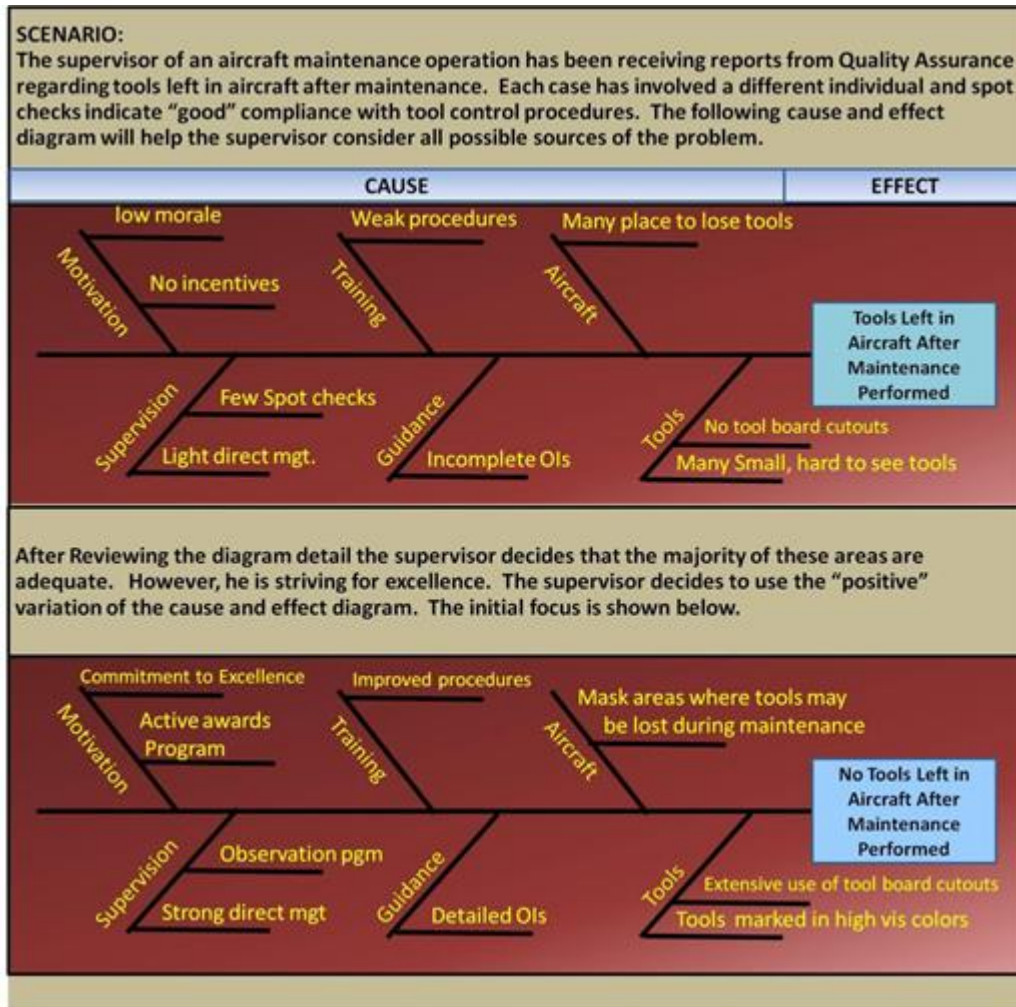 SCENARIO:
The supervisor of an aircraft maintenance operation has been receiving reports from Quality Assurance
regarding tools left in aircraft after maintenance. Each case has involved a different individual and spot
checks indicate “good” compliance with tool control procedures. The following cause and effect
diagram will help the supervisor consider all possible sources of the problem.
CAUSE
EFFECT
low morale
No incentives
Motivation
Weak procedures
Training
Many place to lose tools
Aircraft
Tools Left in
Aircraft After
Maintenance
Performed
Supervision
Few Spot checks
Light direct mgt.
Guidance
Incomplete OIs
Tools
No tool board cutouts
Many Small, hard to see tools
After Reviewing the diagram detail the supervisor decides that the majority of these areas are
adequate. However, he is striving for excellence. The supervisor decides to use the “positive”
variation of the cause and effect diagram. The initial focus is shown below.
Commitment to Excellence
Active awards
Program
Motivation
Improved procedures
Training
Mask areas where tools may
be lost during maintenance
Aircraft
No Tools Left in
Aircraft After
Maintenance
Performed
Supervision
Observation pgm
Strong direct mgt
Guidance
Detailed OIs
Tools
Extensive use of tool board cutouts
Tools marked in high vis colors